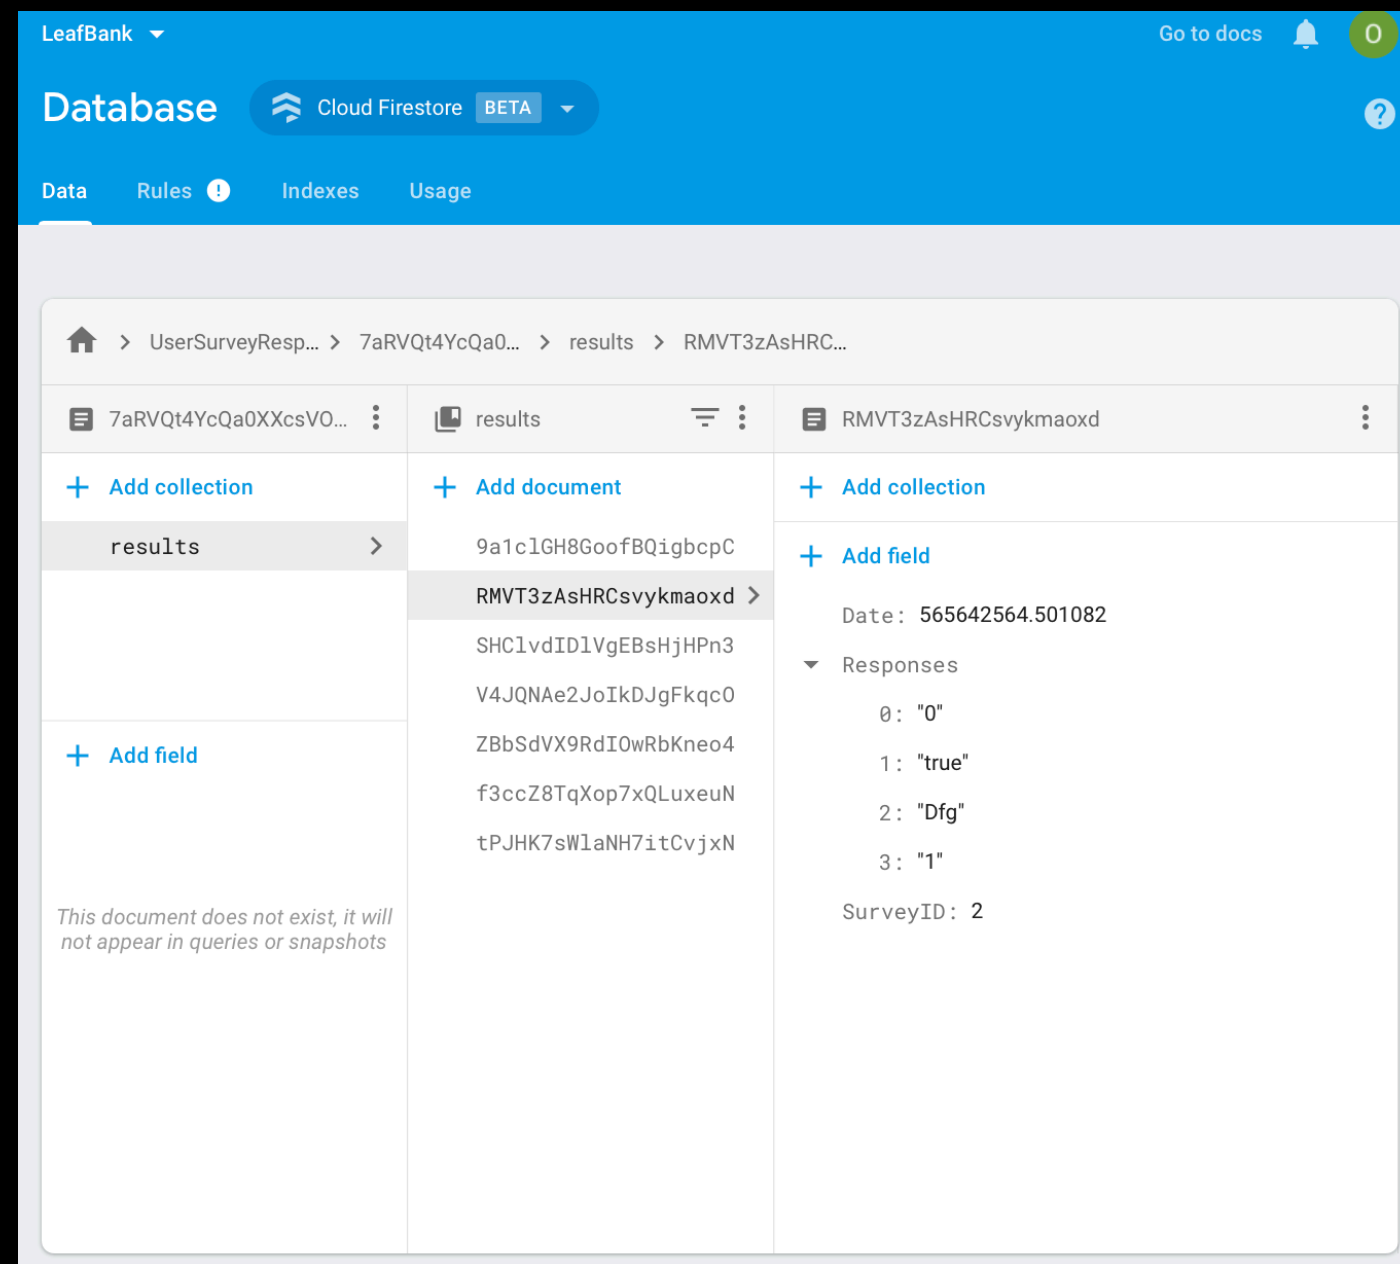 LeafBank
Go to docs
O
Database
Cloud Firestore BETA
?
Data Rules ! Indexes Usage
UserSurveyResp... > 7aRVQt4YcQa0... > results > RMVT3zAsHRC...
7aRVQt4YcQa0XXcsVO...
results
RMVT3zAsHRCsvykmaoxd
+ Add collection
+ Add document
+ Add collection
results
9a1clGH8GoofBQigbcpC
RMVT3zAsHRCsvykmaoxd
SHClvdIDlVgEBsHjHPn3
V4JQNAe2JoIkDJgFkqcO
ZBbSdVX9RdIOwRbKneo4
f3ccZ8TqXop7xQLuxeuN
tPJHK7sWlaNH7itCvjxN
+ Add field
Date: 565642564.501082
Responses
0: "0"
1: "true"
2: "Dfg"
3: "1"
SurveyID: 2
+ Add field
This document does not exist, it will
not appear in queries or snapshots